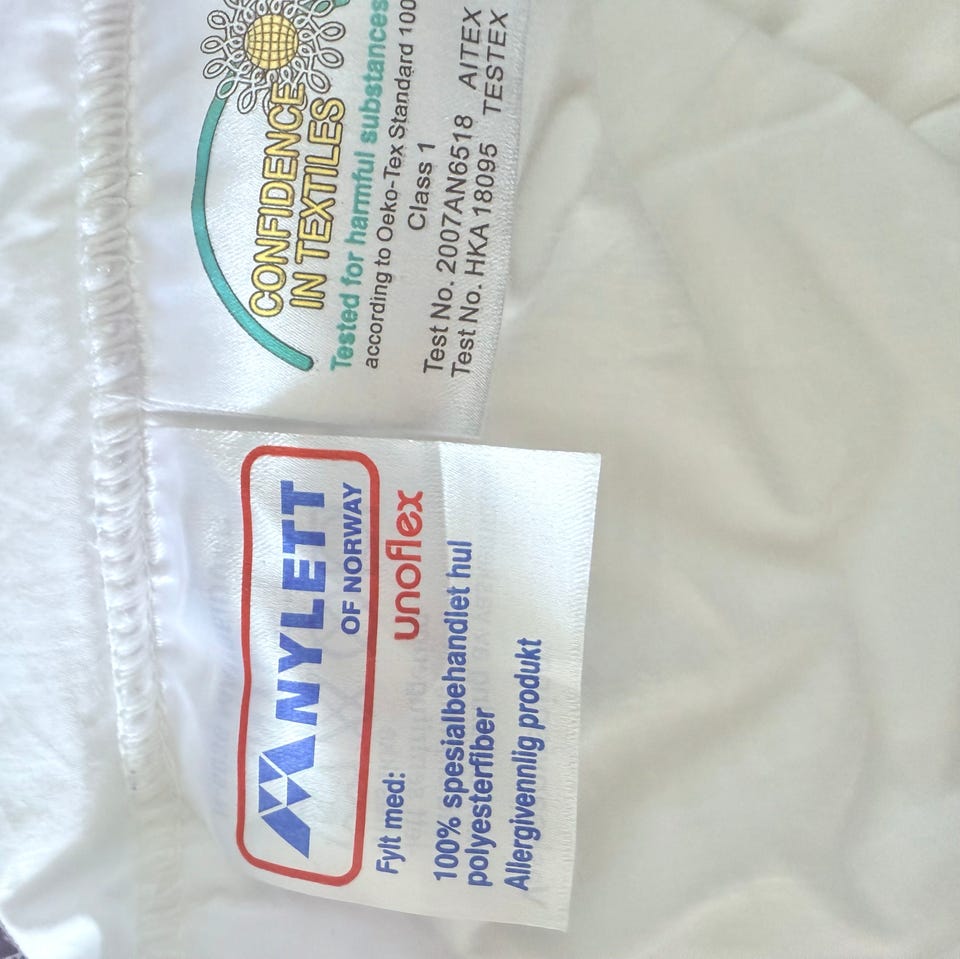 NYLETT
OF NORWAY
Fylt med: unoflex
100% spesialbehandlet hul
polyesterfiber
Allergivennlig produkt
CONFIDENCE
IN TEXTILES
Tested for harmful substances
according to Oeko-Tex Standard 100
Class 1
Test No. 2007AN6518 AITEX
Test No. HKA 18095 TESTEX